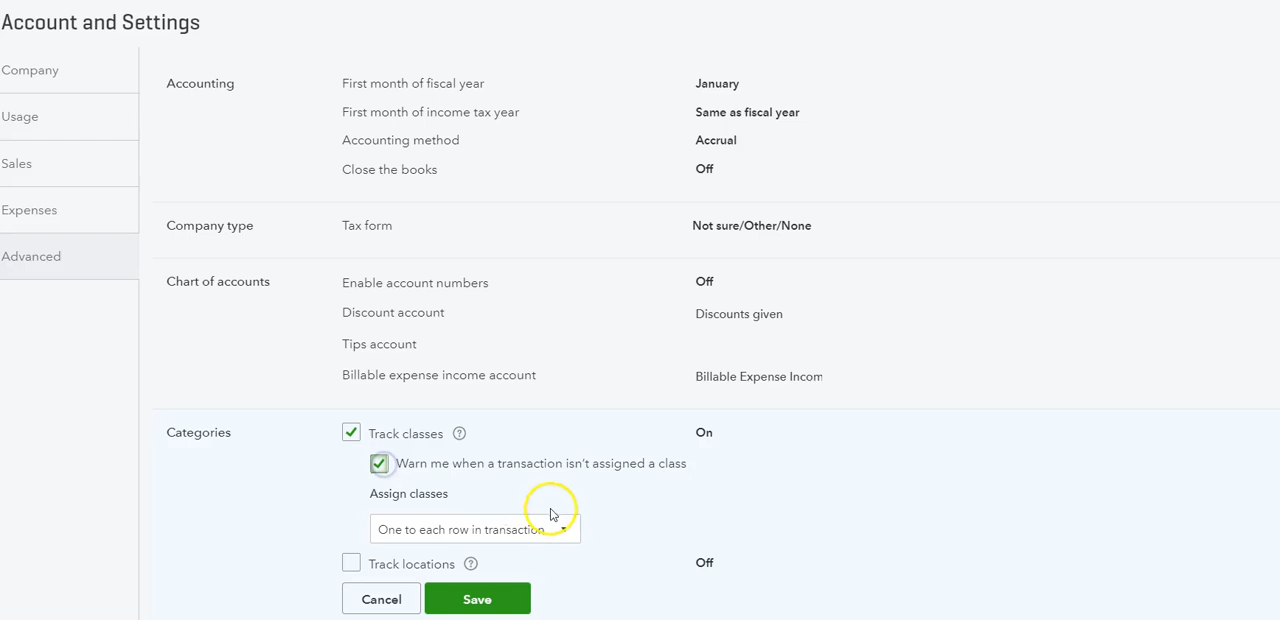 Account and Settings
Company
Usage
Sales
Expenses
Advanced
Accounting
First month of fiscal year January
First month of income tax year Same as fiscal year
Accounting method Accrual
Close the books Off
Company type Tax form Not sure/Other/None
Chart of accounts Enable account numbers Off
Discount account Discounts given
Tips account
Billable expense income account Billable Expense Incom
Categories Track classes ? On
Warn me when a transaction isn't assigned a class
Assign classes
One to each row in transaction
Track locations ? Off
Cancel Save